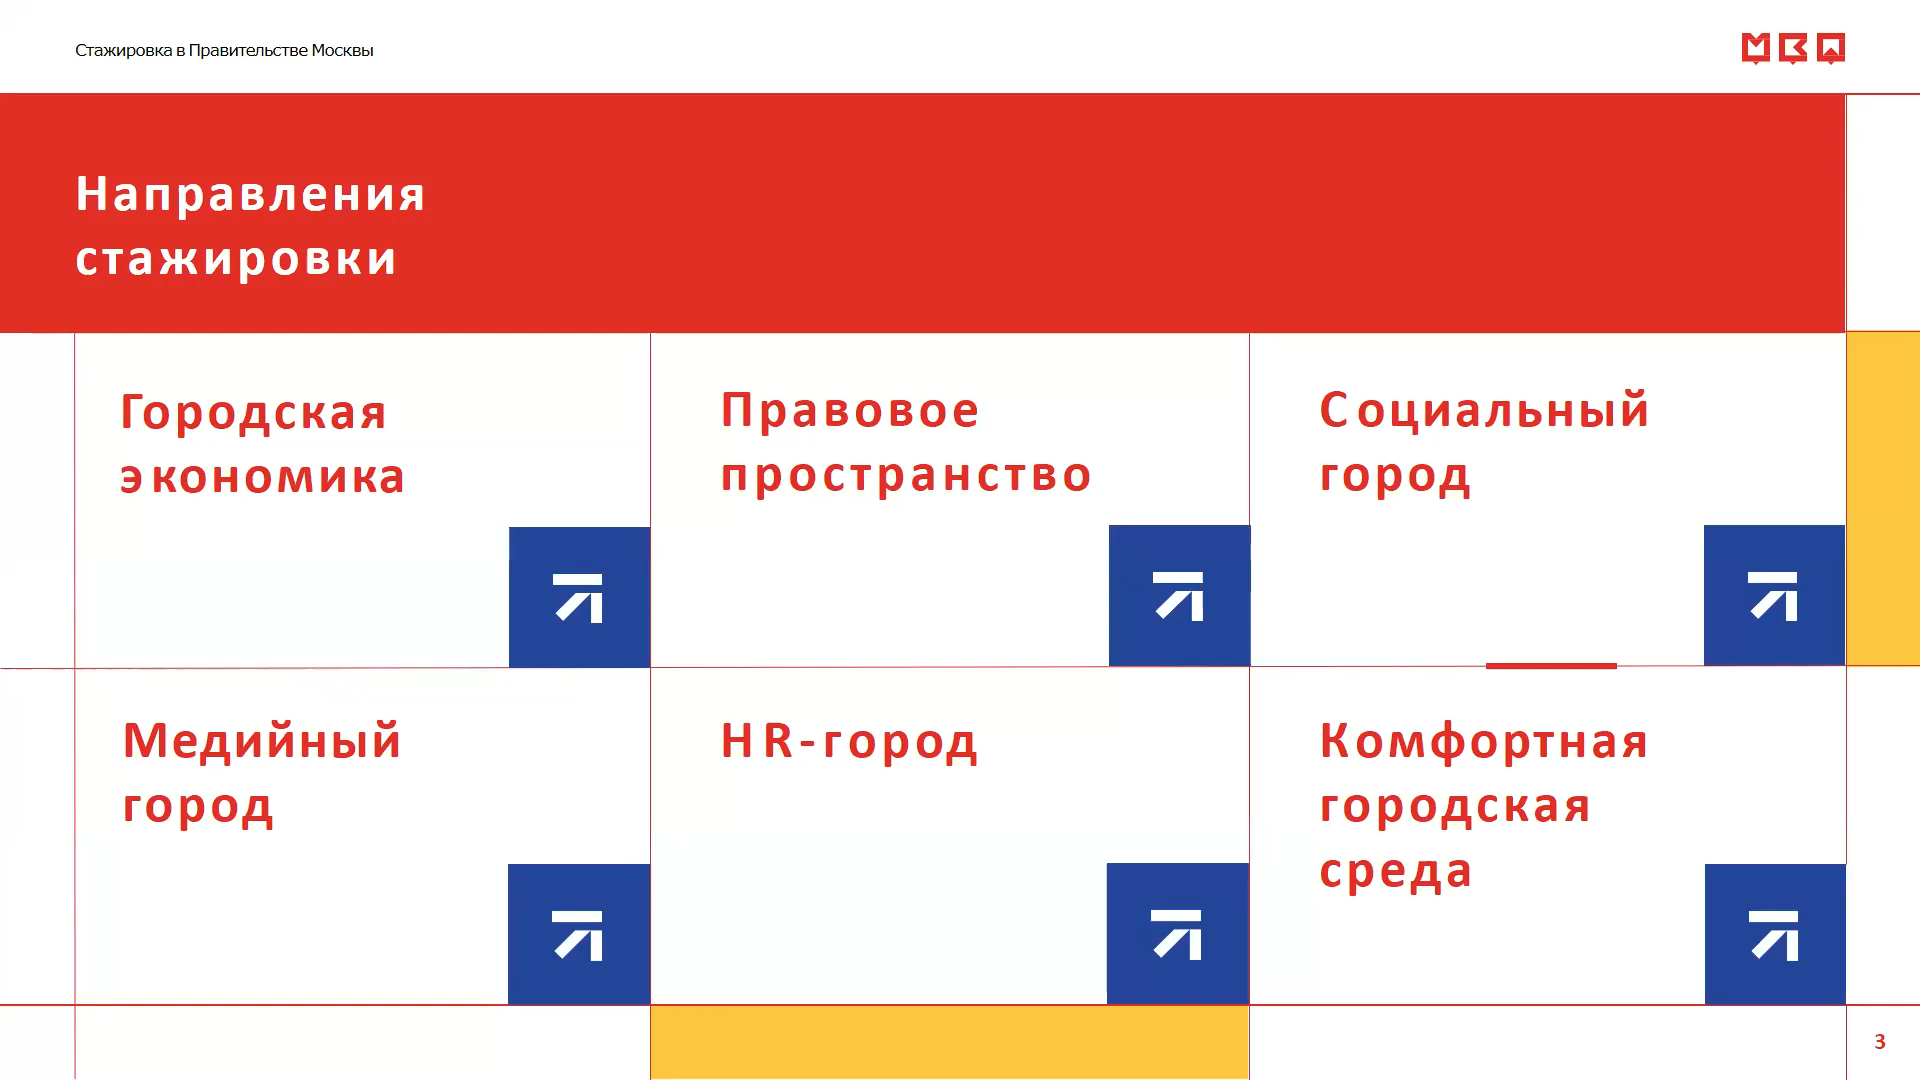 Стажировка в Правительстве Москвы
Направления
стажировки
Городская
экономика
Правовое
пространство
Социальный
город
Медийный
город
HR-город
Комфортная
городская
среда
3